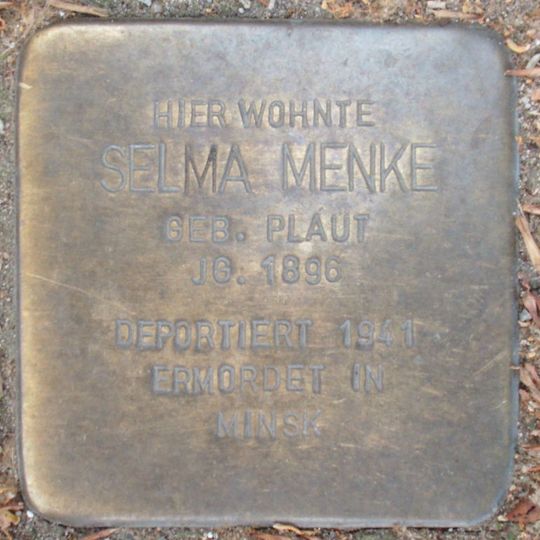 HIER WOHNTE
SELMA MENKE
GEB. PLAUT
JG. 1896
DEPORTIERT 1941
ERMORDET IN
MINSK